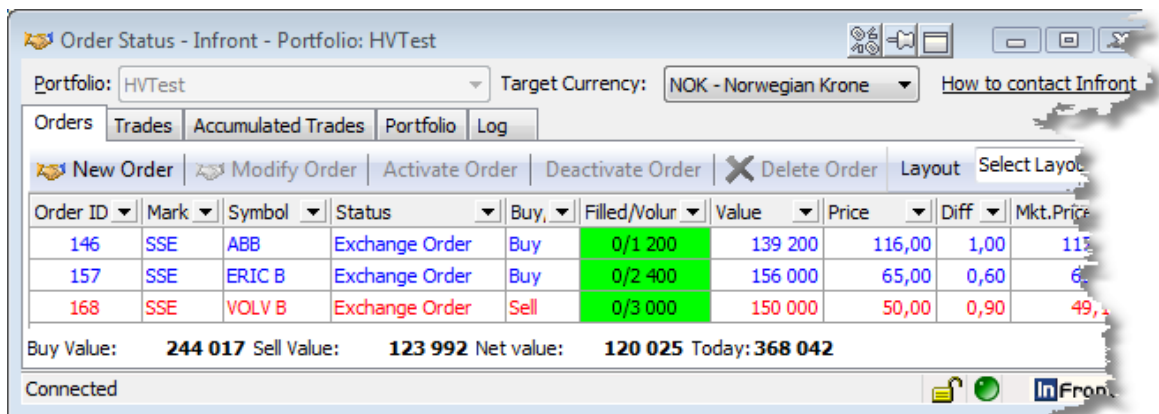 Order Status - Infront - Portfolio: HVTest
Portfolio: HVTest Target Currency: NOK - Norwegian Krone How to contact Infront
Orders Trades Accumulated Trades Portfolio Log
New Order Modify Order Activate Order Deactivate Order Delete Order Layout Select Layou
Order ID Mark Symbol Status Buy, Filled/Volur Value Price Diff Mkt.Price
146 SSE ABB Exchange Order Buy 0/1 200 139 200 116,00 1,00
157 SSE ERIC B Exchange Order Buy 0/2 400 156 000 65,00 0,60
168 SSE VOLV B Exchange Order Sell 0/3 000 150 000 50,00 0,90 49,1
Buy Value: 244 017 Sell Value: 123 992 Net value: 120 025 Today: 368 042
Connected InFront